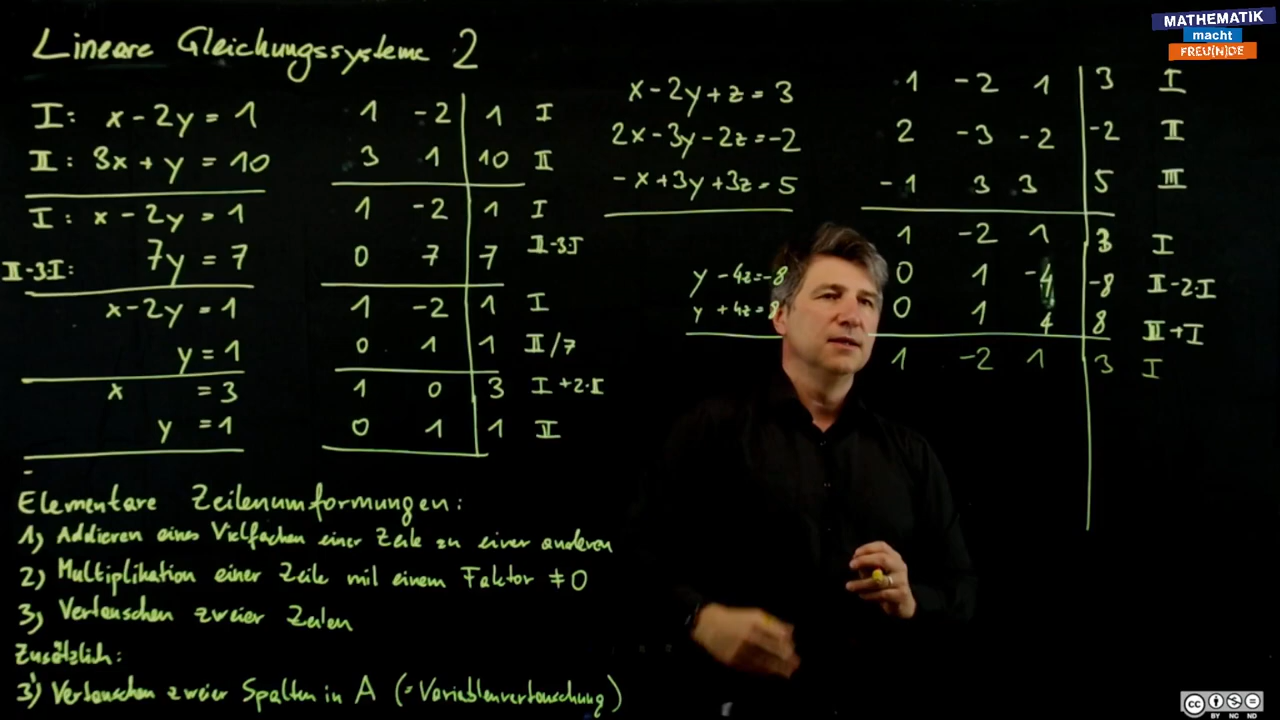 Lineare Gleichungssysteme 2
MATHEMATIK
macht
FREU(N)DE
I: x - 2y = 1
II: 3x + y = 10
I: x - 2y = 1
II-3·I: 7y = 7
x - 2y = 1
y = 1
x = 3
y = 1
1 -2 | 1 I
3 1 | 10 II
1 -2 | 1 I
0 7 | 7 II-3·I
1 -2 | 1 I
0 1 | 1 II/7
1 0 | 3 I+2·II
0 1 | 1 II
Elementare Zeilenumformungen:
1) Addieren eines Vielfachen einer Zeile zu einer anderen
2) Multiplikation einer Zeile mit einem Faktor ≠ 0
3) Vertauschen zweier Zeilen
Zusätzlich:
3') Vertauschen zweier Spalten in A (= Variablenvertauschung)
x - 2y + z = 3
2x - 3y - 2z = -2
-x + 3y + 3z = 5
y - 4z = -8
y + 4z = 8
1 -2 1 | 3 I
2 -3 -2 | -2 II
-1 3 3 | 5 III
1 -2 1 | 3 I
0 1 -4 | -8 II-2·I
0 1 4 | 8 III+I
1 -2 1 | 3 I
cc
BY NC ND